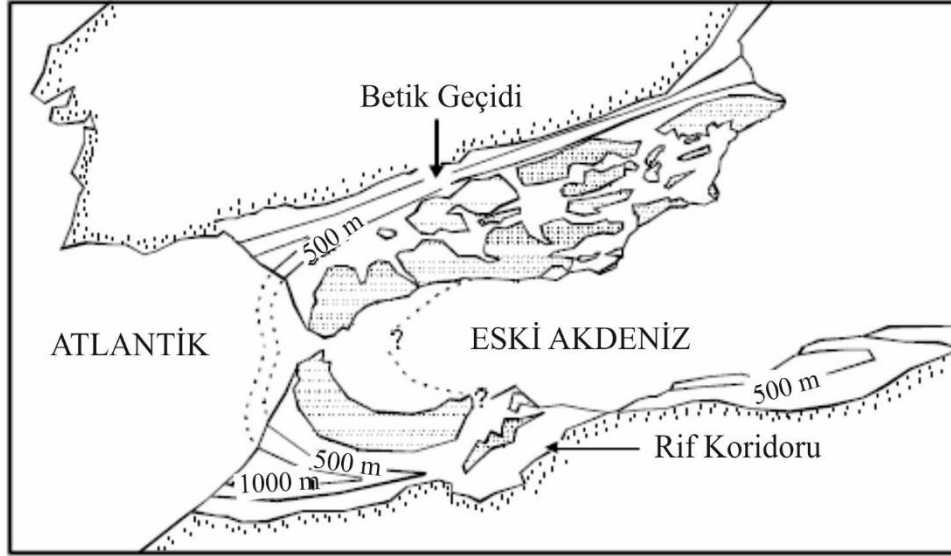 Betik Geçidi
500 m
ATLANTİK
?
ESKİ AKDENİZ
?
500 m
Rif Koridoru
500 m
1000 m